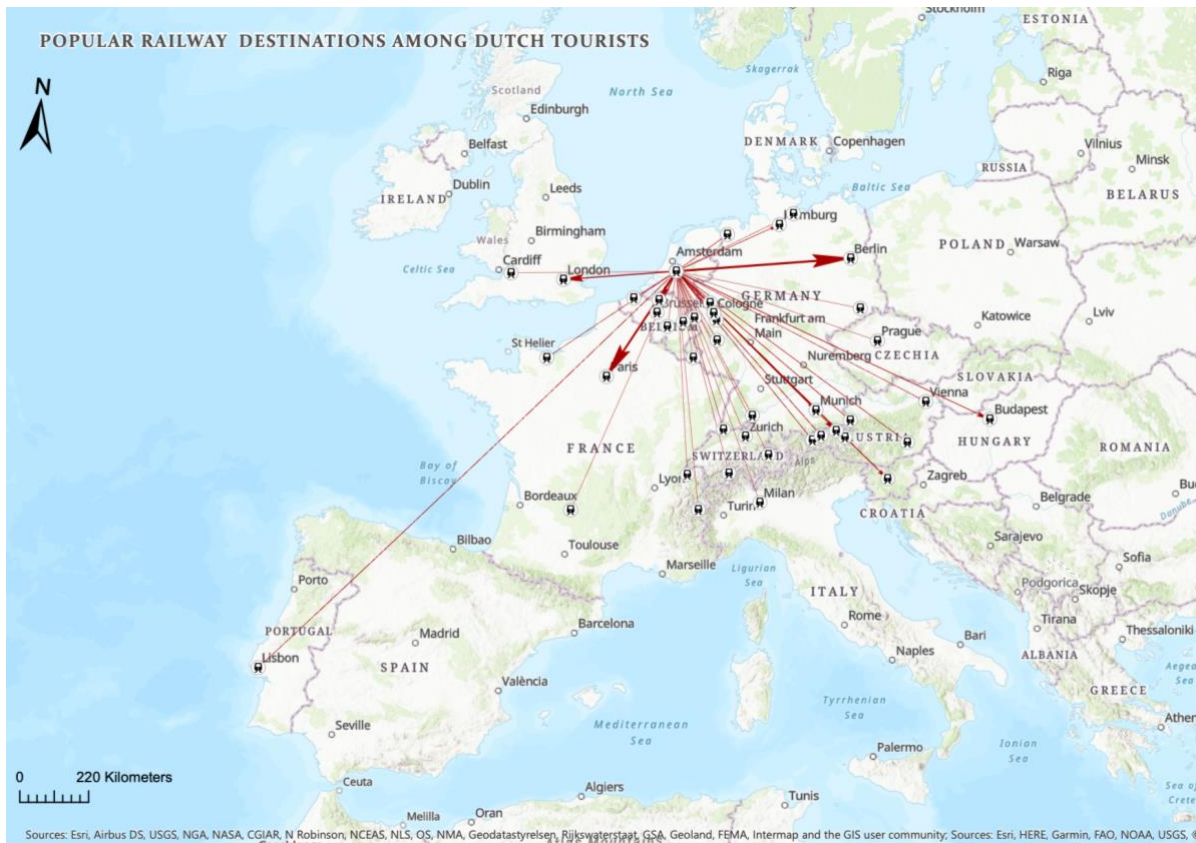 Stockholm
ESTONIA
POPULAR RAILWAY DESTINATIONS AMONG DUTCH TOURISTS
Skagerrak
Riga
N
Scotland
North Sea
Edinburgh
DENMARK
Copenhagen
Vilnius
Belfast
RUSSIA
Minsk
Dublin
Leeds
Baltic Sea
BELARUS
IRELAND
Birmingham
Wales
Amsterdam
Berlin
POLAND
Warsaw
Celtic Sea
Cardiff
London
GERMANY
Cologne
Frankfurt am
Main
Katowice
Lviv
Prague
St Helier
Nuremberg
CZECHIA
Stuttgart
SLOVAKIA
Vienna
Munich
Budapest
Zurich
FRANCE
HUNGARY
ROMANIA
SWITZERLAND
Alps
Bay of
Biscay
Zagreb
Bordeaux
Milan
Belgrade
Danube
CROATIA
Toulouse
Bilbao
Sarajevo
Marseille
Ligurian
Sea
Sofia
Porto
Podgorica
Skopje
ITALY
Rome
Tirana
PORTUGAL
Madrid
Barcelona
Bari
Thessaloniki
Lisbon
SPAIN
Naples
ALBANIA
València
GREECE
Tyrrhenian
Sea
Seville
Mediterranean
Sea
Ionian
Sea
Palermo
0 220 Kilometers
Ceuta
Algiers
Tunis
Melilla
Oran
Sources: Esri, Airbus DS, USGS, NGA, NASA, CGIAR, N Robinson, NCEAS, NLS, OS, NMA, Geodatastyrelsen, Rijkswaterstaat, GSA, Geoland, FEMA, Intermap and the GIS user community; Sources: Esri, HERE, Garmin, FAO, NOAA, USGS, ©